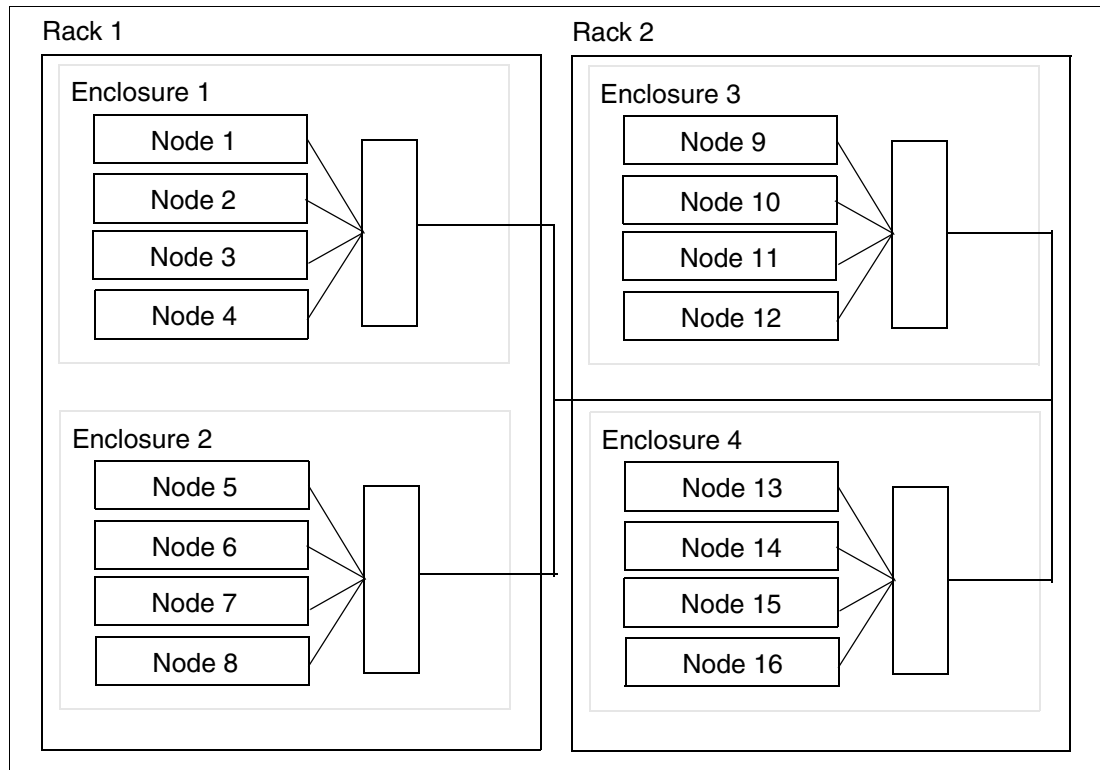 Rack 1
Enclosure 1
Node 1
Node 2
Node 3
Node 4
Enclosure 2
Node 5
Node 6
Node 7
Node 8
Rack 2
Enclosure 3
Node 9
Node 10
Node 11
Node 12
Enclosure 4
Node 13
Node 14
Node 15
Node 16